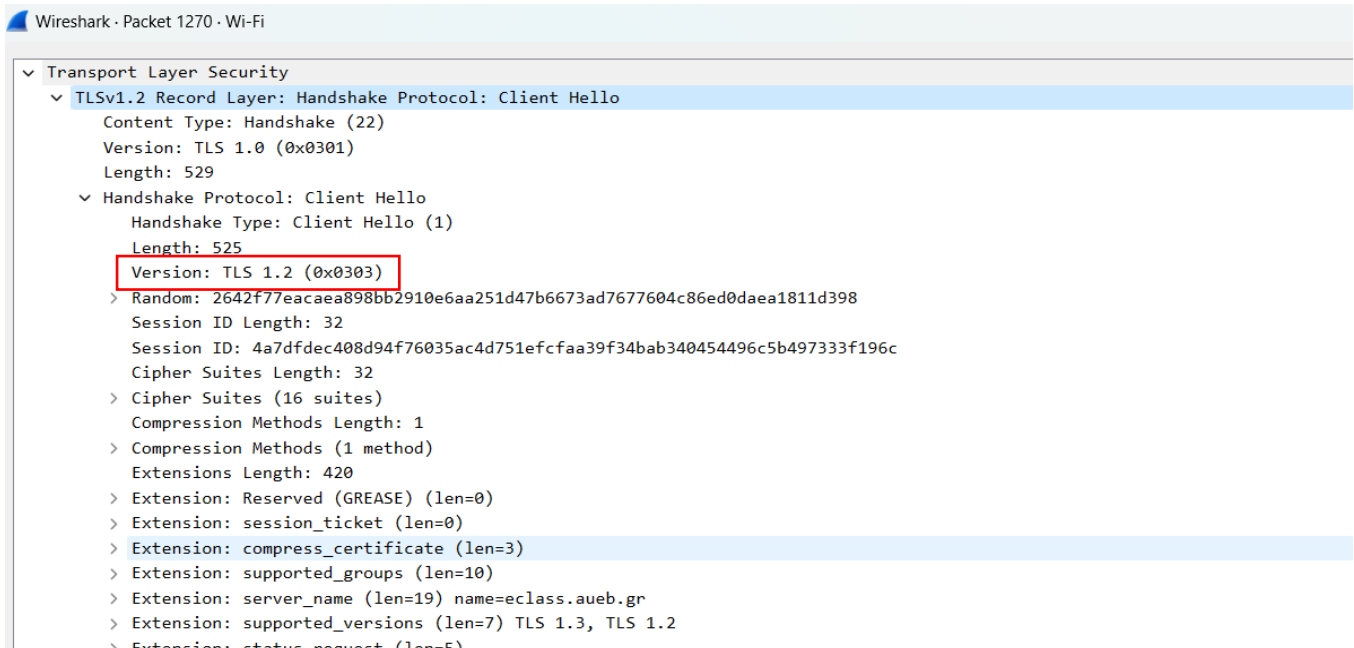 Wireshark · Packet 1270 · Wi-Fi
Transport Layer Security
TLSv1.2 Record Layer: Handshake Protocol: Client Hello
Content Type: Handshake (22)
Version: TLS 1.0 (0x0301)
Length: 529
Handshake Protocol: Client Hello
Handshake Type: Client Hello (1)
Length: 525
Version: TLS 1.2 (0x0303)
Random: 2642f77eacaea898bb2910e6aa251d47b6673ad7677604c86ed0daea1811d398
Session ID Length: 32
Session ID: 4a7dfdec408d94f76035ac4d751efcfaa39f34bab340454496c5b497333f196c
Cipher Suites Length: 32
Cipher Suites (16 suites)
Compression Methods Length: 1
Compression Methods (1 method)
Extensions Length: 420
Extension: Reserved (GREASE) (len=0)
Extension: session_ticket (len=0)
Extension: compress_certificate (len=3)
Extension: supported_groups (len=10)
Extension: server_name (len=19) name=eclass.aueb.gr
Extension: supported_versions (len=7) TLS 1.3, TLS 1.2
Extension: status_request (len=5)